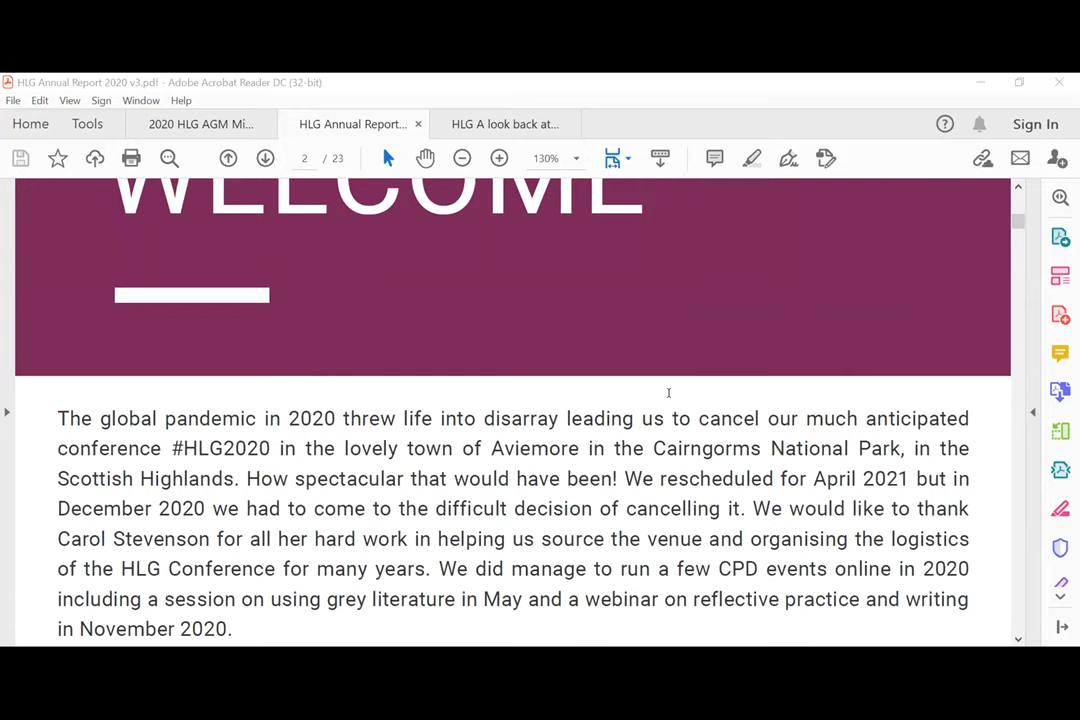 HLG Annual Report 2020 v3.pdf - Adobe Acrobat Reader DC (32-bit)
File Edit View Sign Window Help
Home Tools 2020 HLG AGM Mi... HLG Annual Report... × HLG A look back at... Sign In
2 / 23 130%
WELCOME
The global pandemic in 2020 threw life into disarray leading us to cancel our much anticipated
conference #HLG2020 in the lovely town of Aviemore in the Cairngorms National Park, in the
Scottish Highlands. How spectacular that would have been! We rescheduled for April 2021 but in
December 2020 we had to come to the difficult decision of cancelling it. We would like to thank
Carol Stevenson for all her hard work in helping us source the venue and organising the logistics
of the HLG Conference for many years. We did manage to run a few CPD events online in 2020
including a session on using grey literature in May and a webinar on reflective practice and writing
in November 2020.